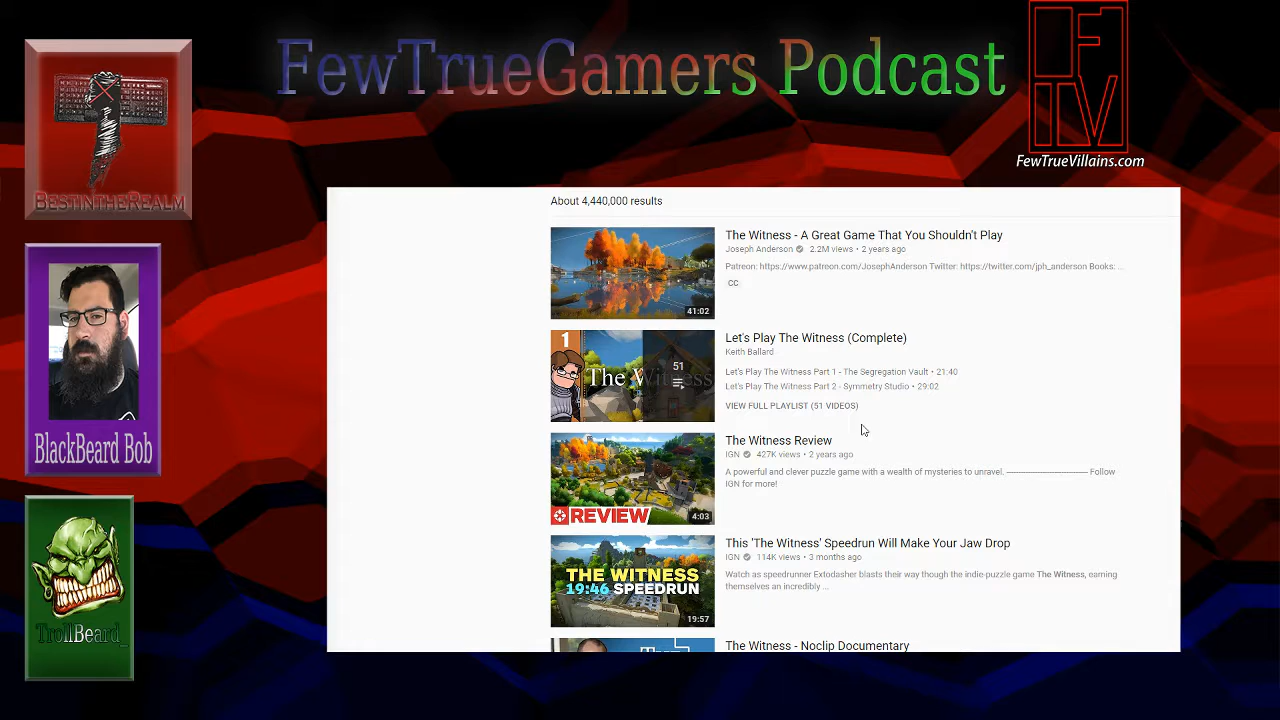 FewTrueGamers Podcast
FewTrueVillains.com
BestintheRealm
BlackBeard Bob
TrollBeard_
About 4,440,000 results
41:02
The Witness - A Great Game That You Shouldn't Play
Joseph Anderson 2.2M views • 2 years ago
Patreon: https://www.patreon.com/JosephAnderson Twitter: https://twitter.com/jph_anderson Books: ...
CC
1
The Witness
51
Let's Play The Witness (Complete)
Keith Ballard
Let's Play The Witness Part 1 - The Segregation Vault • 21:40
Let's Play The Witness Part 2 - Symmetry Studio • 29:02
VIEW FULL PLAYLIST (51 VIDEOS)
REVIEW
4:03
The Witness Review
IGN 427K views • 2 years ago
A powerful and clever puzzle game with a wealth of mysteries to unravel. ------------------------------ Follow
IGN for more!
THE WITNESS
19:46 SPEEDRUN
19:57
This 'The Witness' Speedrun Will Make Your Jaw Drop
IGN 114K views • 3 months ago
Watch as speedrunner Extodasher blasts their way though the indie-puzzle game The Witness, earning
themselves an incredibly ...
The Witness - Noclip Documentary